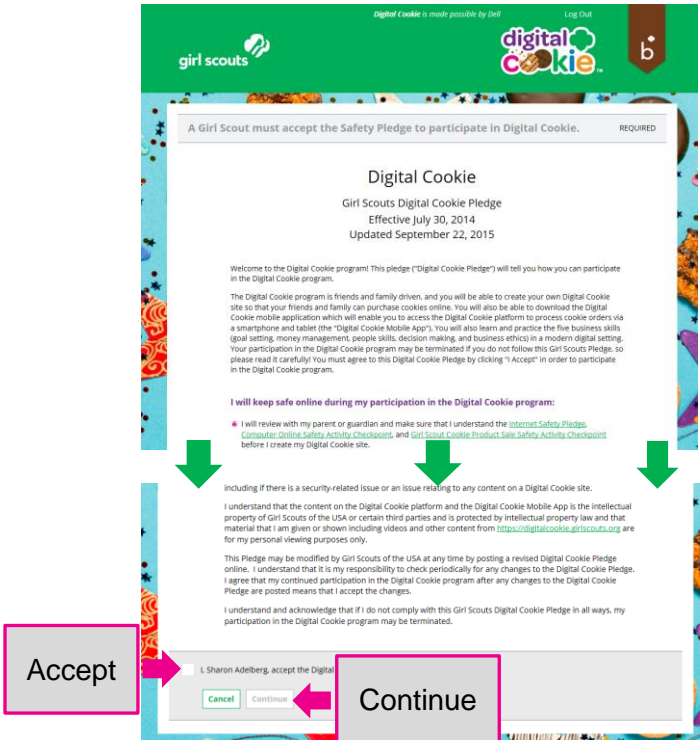 Digital Cookie is made possible by Dell
Log Out
girl scouts
digital
cookie
b
A Girl Scout must accept the Safety Pledge to participate in Digital Cookie.
REQUIRED
Digital Cookie
Girl Scouts Digital Cookie Pledge
Effective July 30, 2014
Updated September 22, 2015
Welcome to the Digital Cookie program! This pledge ("Digital Cookie Pledge") will tell you how you can participate
in the Digital Cookie program.
The Digital Cookie program is friends and family driven, and you will be able to create your own Digital Cookie
site so that your friends and family can purchase cookies online. You will also be able to download the Digital
Cookie mobile application which will enable you to access the Digital Cookie platform to process cookie orders via
a smartphone and tablet (the "Digital Cookie Mobile App"). You will also learn and practice the five business skills
(goal setting, money management, people skills, decision making, and business ethics) in a modern digital setting.
Your participation in the Digital Cookie program may be terminated if you do not follow this Girl Scouts Pledge, so
please read it carefully! You must agree to this Digital Cookie Pledge by clicking "I Accept" in order to participate
in the Digital Cookie program.
I will keep safe online during my participation in the Digital Cookie program:
I will review with my parent or guardian and make sure that I understand the Internet Safety Pledge,
Computer Online Safety Activity Checkpoint, and Girl Scout Cookie Product Sale Safety Activity Checkpoint
before I create my Digital Cookie site.
including if there is a security-related issue or an issue relating to any content on a Digital Cookie site.
I understand that the content on the Digital Cookie platform and the Digital Cookie Mobile App is the intellectual
property of Girl Scouts of the USA or certain third parties and is protected by intellectual property law and that
material that I am given or shown including videos and other content from https://digitalcookie.girlscouts.org are
for my personal viewing purposes only.
This Pledge may be modified by Girl Scouts of the USA at any time by posting a revised Digital Cookie Pledge
online. I understand that it is my responsibility to check periodically for any changes to the Digital Cookie Pledge.
I agree that my continued participation in the Digital Cookie program after any changes to the Digital Cookie
Pledge are posted means that I accept the changes.
I understand and acknowledge that if I do not comply with this Girl Scouts Digital Cookie Pledge in all ways, my
participation in the Digital Cookie program may be terminated.
Accept
I, Sharon Adelberg, accept the Digital
Cancel
Continue
Continue